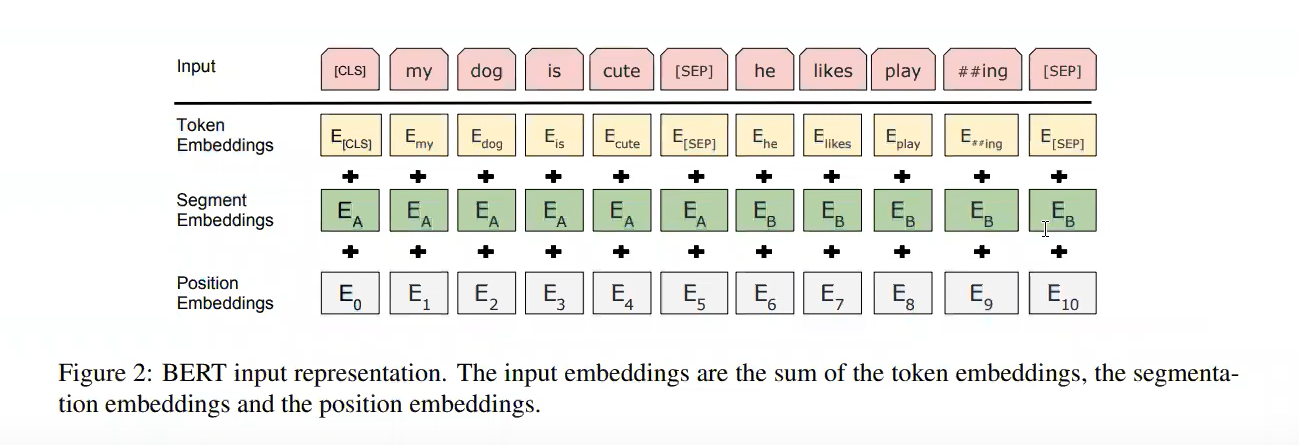 Input [CLS] my dog is cute [SEP] he likes play ##ing [SEP]
Token
Embeddings E[CLS] Emy Edog Eis Ecute E[SEP] Ehe Elikes Eplay E##ing E[SEP]
+ + + + + + + + + + +
Segment
Embeddings EA EA EA EA EA EA EB EB EB EB EB
+ + + + + + + + + + +
Position
Embeddings E0 E1 E2 E3 E4 E5 E6 E7 E8 E9 E10
Figure 2: BERT input representation. The input embeddings are the sum of the token embeddings, the segmenta-
tion embeddings and the position embeddings.